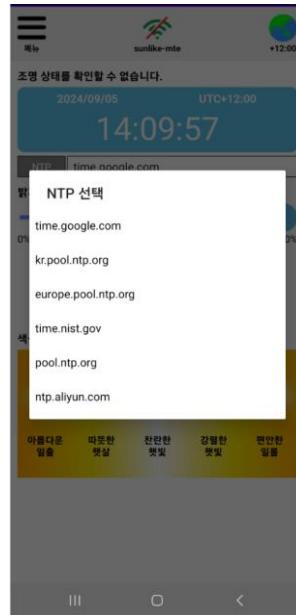 메뉴
sunlike-mte
+12:00
조명 상태를 확인할 수 없습니다.
2024/09/05 UTC+12:00
14:09:57
NTP time.google.com
NTP 선택
time.google.com
kr.pool.ntp.org
europe.pool.ntp.org
time.nist.gov
pool.ntp.org
ntp.aliyun.com
아름다운 따뜻한 찬란한 강렬한 편안한
일출 햇살 햇빛 햇빛 일몰